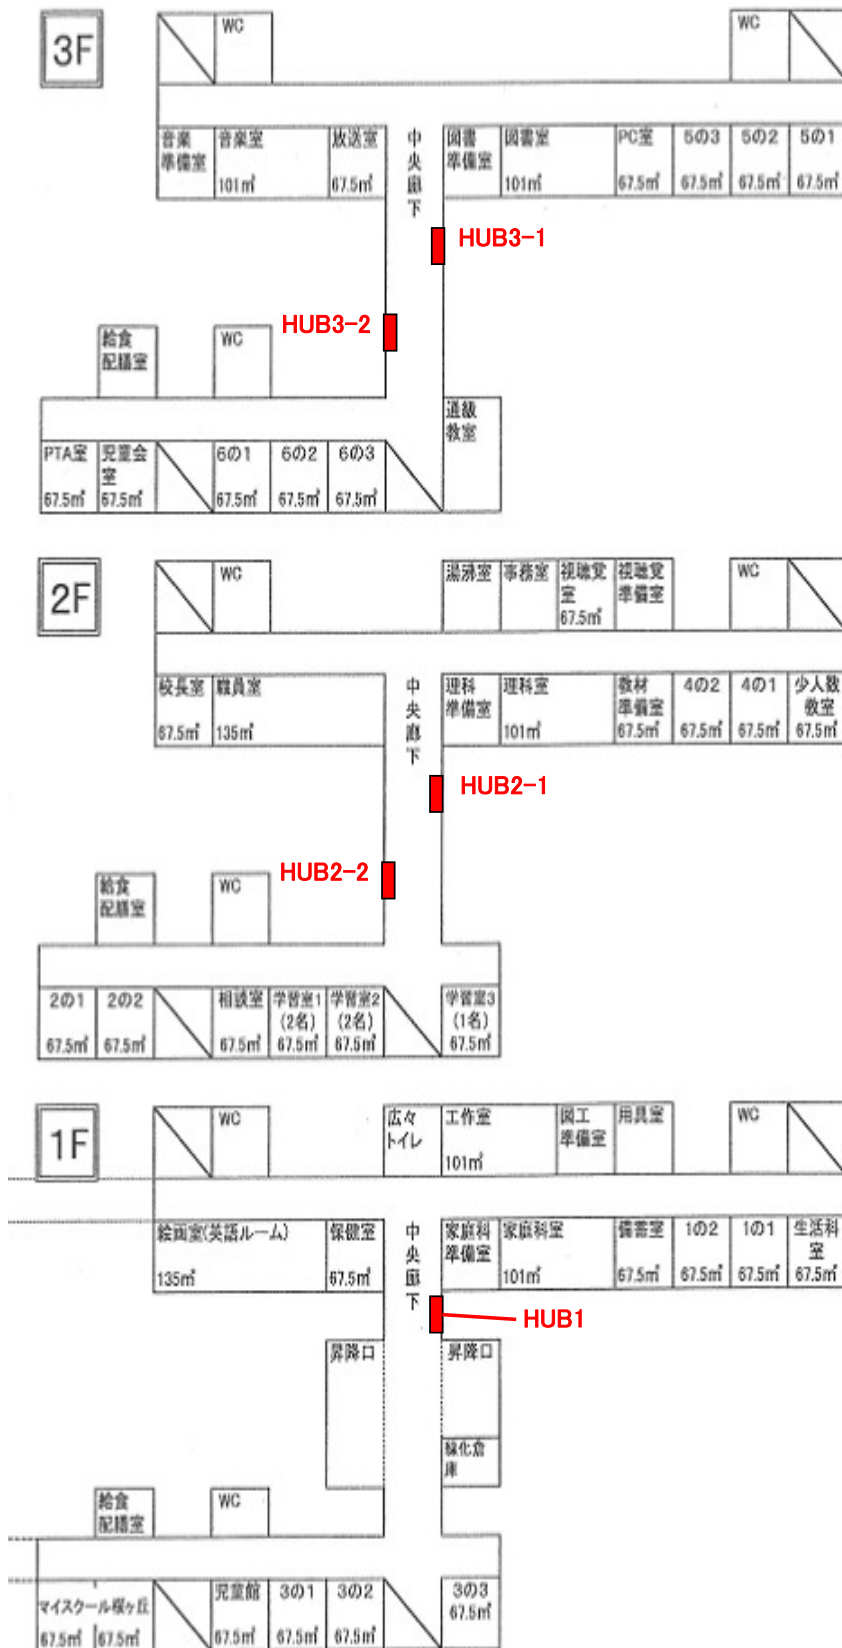 3F
WC
WC
音楽
準備室
音楽室
101㎡
放送室
67.5㎡
中央廊下
図書
準備室
図書室
101㎡
PC室
67.5㎡
5の3
67.5㎡
5の2
67.5㎡
5の1
67.5㎡
HUB3-1
HUB3-2
給食
配膳室
WC
通級
教室
PTA室
67.5㎡
児童会
室
67.5㎡
6の1
67.5㎡
6の2
67.5㎡
6の3
67.5㎡
2F
WC
湯沸室
事務室
視聴覚
室
67.5㎡
視聴覚
準備室
WC
校長室
67.5㎡
職員室
135㎡
中央廊下
理科
準備室
理科室
101㎡
教材
準備室
67.5㎡
4の2
67.5㎡
4の1
67.5㎡
少人数
教室
67.5㎡
HUB2-1
HUB2-2
給食
配膳室
WC
2の1
67.5㎡
2の2
67.5㎡
相談室
67.5㎡
学習室1
(2名)
67.5㎡
学習室2
(2名)
67.5㎡
学習室3
(1名)
67.5㎡
1F
WC
広々
トイレ
工作室
101㎡
図工
準備室
用具室
WC
絵画室(英語ルーム)
135㎡
保健室
67.5㎡
中央廊下
家庭科
準備室
家庭科室
101㎡
備蓄室
67.5㎡
1の2
67.5㎡
1の1
67.5㎡
生活科
室
67.5㎡
HUB1
昇降口
昇降口
緑化倉
庫
給食
配膳室
WC
マイスクール桜ヶ丘
67.5㎡
67.5㎡
児童館
67.5㎡
3の1
67.5㎡
3の2
67.5㎡
3の3
67.5㎡